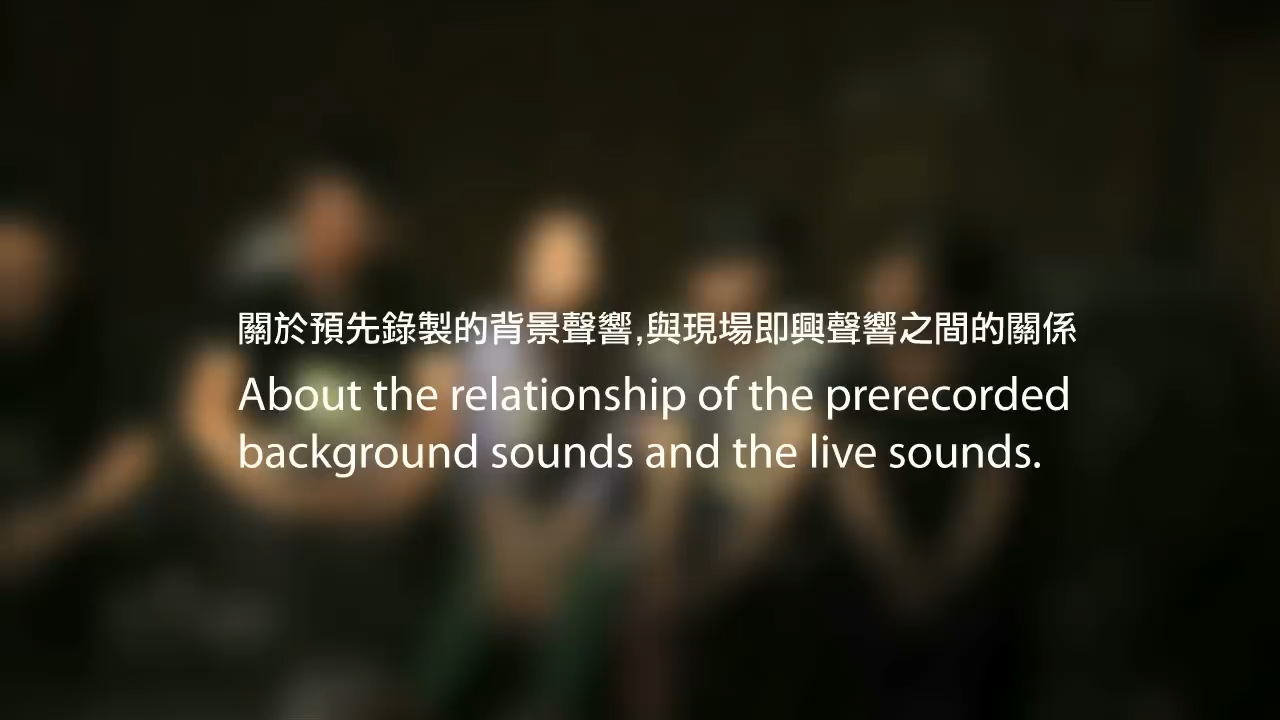 關於預先錄製的背景聲響,與現場即興聲響之間的關係
About the relationship of the prerecorded
background sounds and the live sounds.